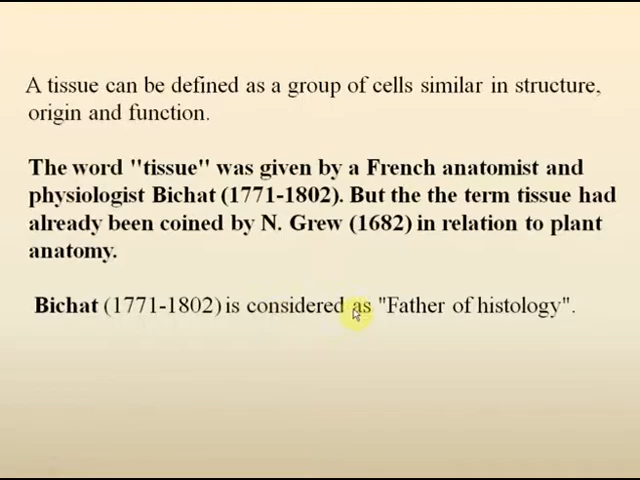 A tissue can be defined as a group of cells similar in structure,
origin and function.
The word "tissue" was given by a French anatomist and
physiologist Bichat (1771-1802). But the the term tissue had
already been coined by N. Grew (1682) in relation to plant
anatomy.
Bichat (1771-1802) is considered as "Father of histology".